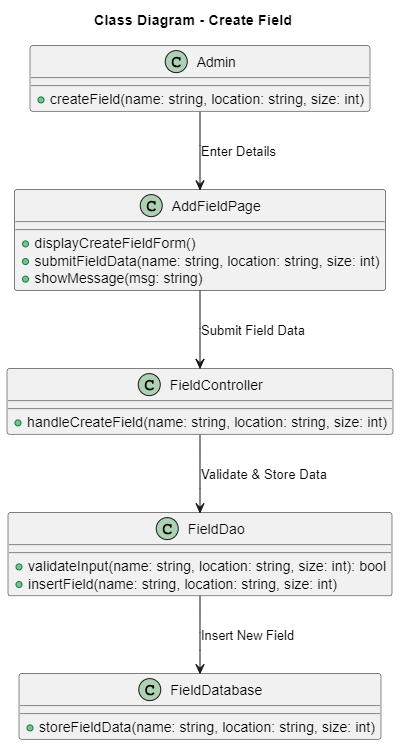 Class Diagram - Create Field
C Admin
createField(name: string, location: string, size: int)
Enter Details
C AddFieldPage
displayCreateFieldForm()
submitFieldData(name: string, location: string, size: int)
showMessage(msg: string)
Submit Field Data
C FieldController
handleCreateField(name: string, location: string, size: int)
Validate & Store Data
C FieldDao
validateInput(name: string, location: string, size: int): bool
insertField(name: string, location: string, size: int)
Insert New Field
C FieldDatabase
storeFieldData(name: string, location: string, size: int)